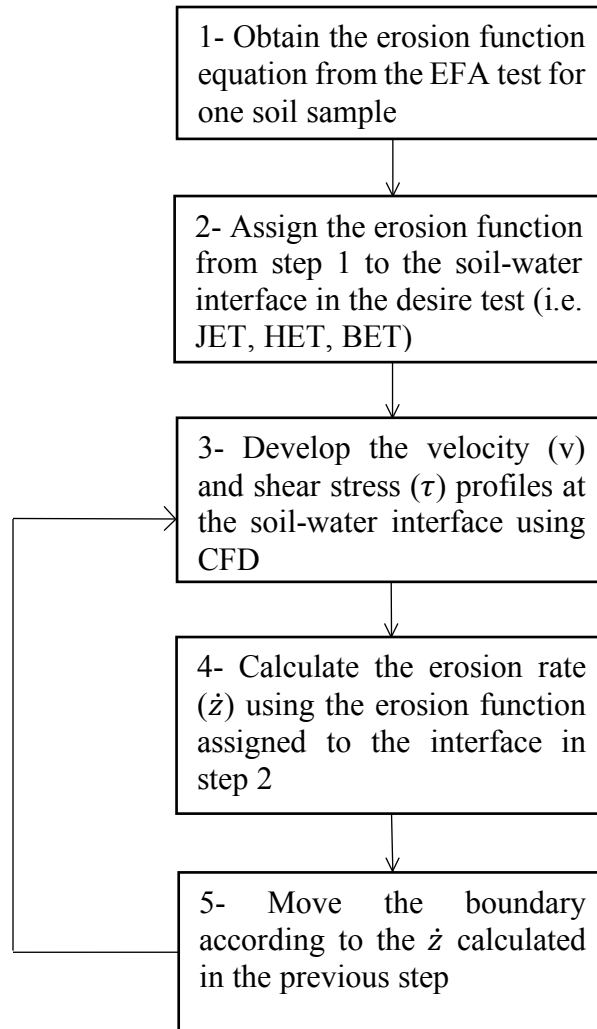 1- Obtain the erosion function
equation from the EFA test for
one soil sample
2- Assign the erosion function
from step 1 to the soil-water
interface in the desire test (i.e.
JET, HET, BET)
3- Develop the velocity (v)
and shear stress (τ) profiles at
the soil-water interface using
CFD
4- Calculate the erosion rate
(ż) using the erosion function
assigned to the interface in
step 2
5- Move the boundary
according to the ż calculated
in the previous step